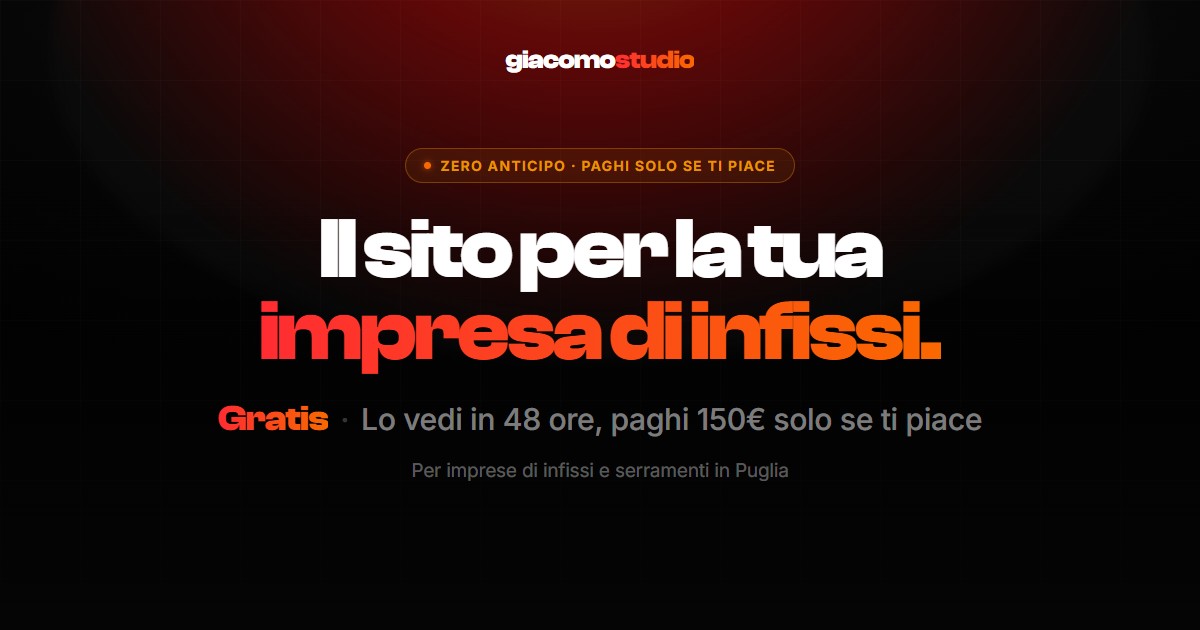 giacomostudio
ZERO ANTICIPO · PAGHI SOLO SE TI PIACE
Il sito per la tua
impresa di infissi.
Gratis · Lo vedi in 48 ore, paghi 150€ solo se ti piace
Per imprese di infissi e serramenti in Puglia